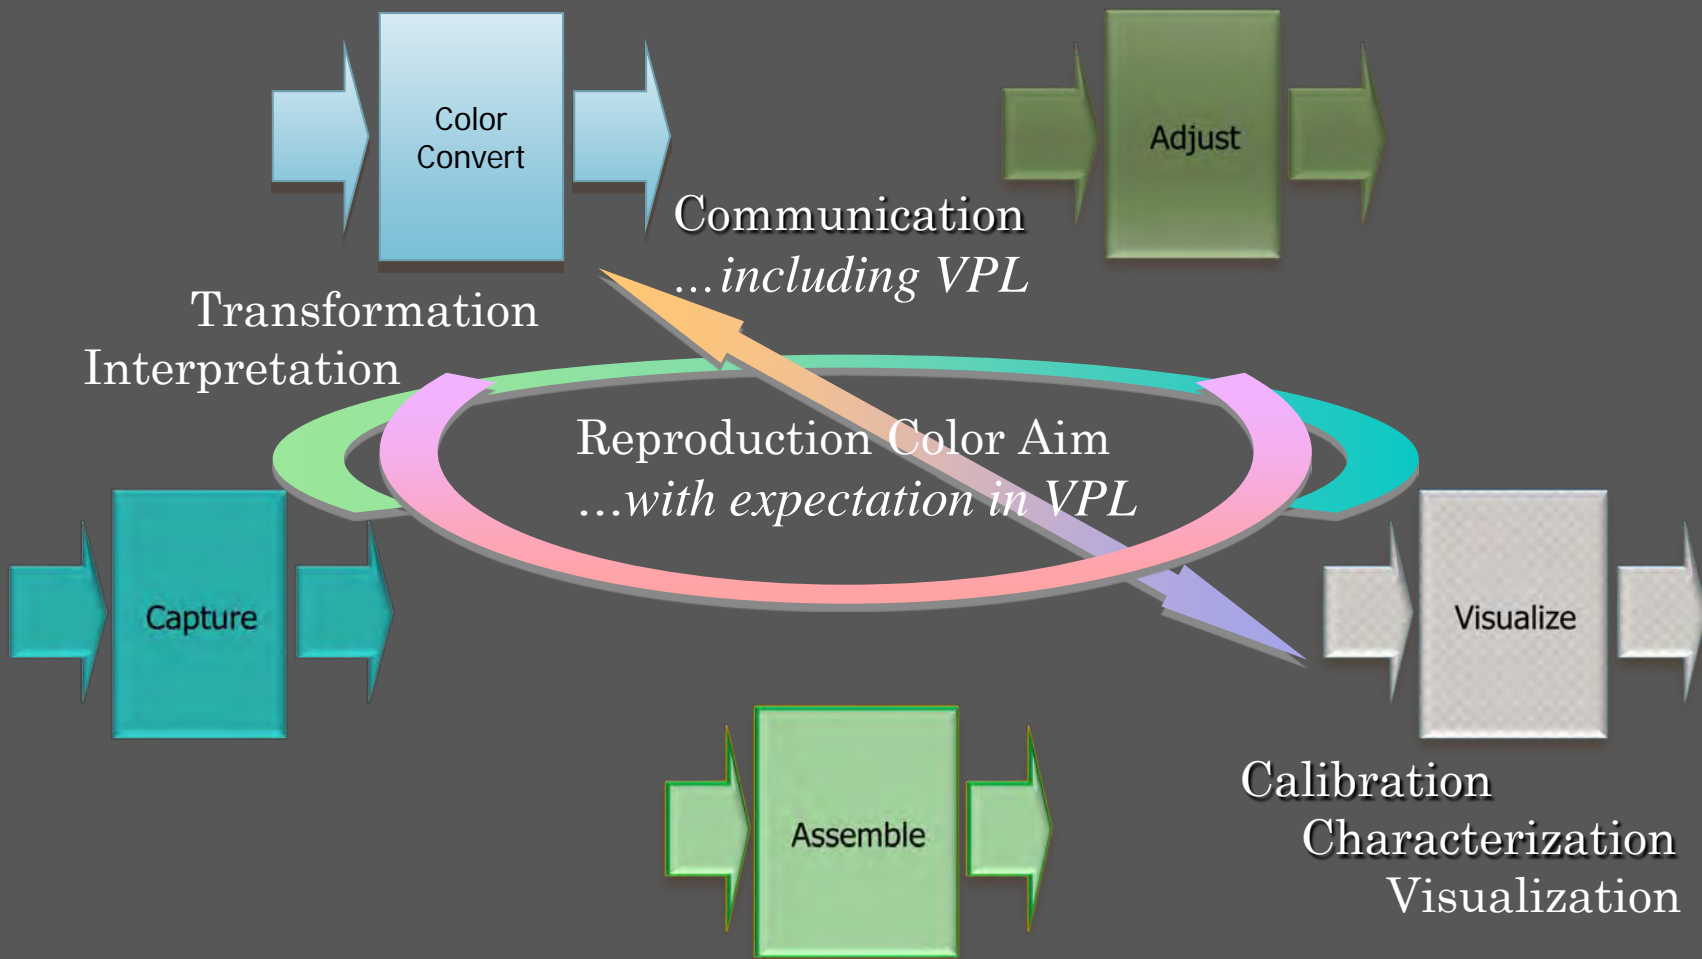 Color
Convert
Adjust
Communication
...including VPL
Transformation
Interpretation
Reproduction Color Aim
...with expectation in VPL
Capture
Visualize
Assemble
Calibration
Characterization
Visualization